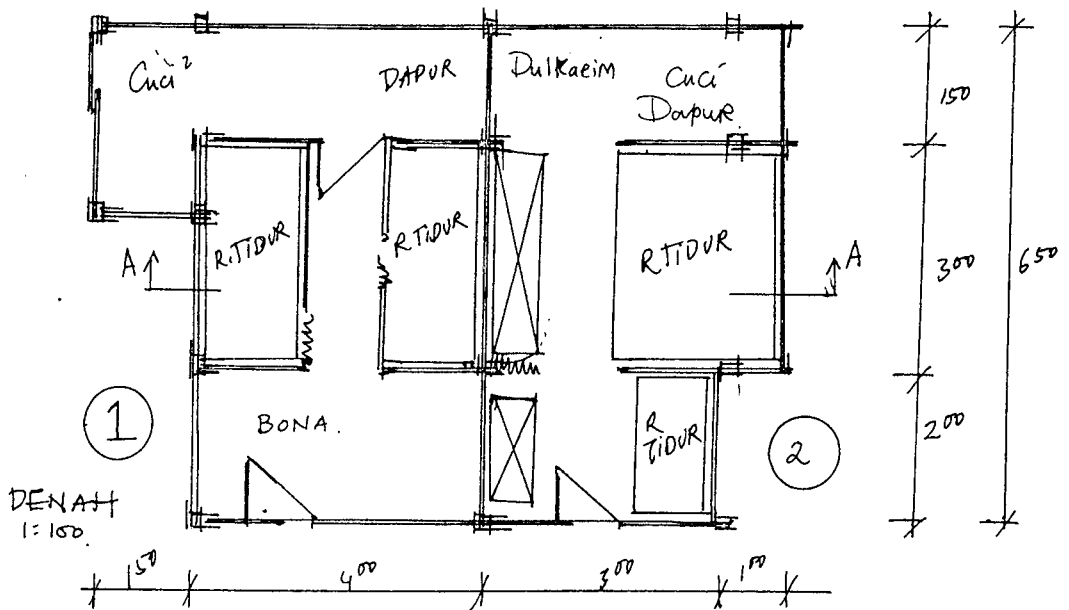 Cuci²
DAPUR
Dulkaeim
Cuci
Dapur
150
R.TIDUR
R TIDUR
R.TIDUR
A
A
300
650
1
BONA.
R
TIDUR
2
200
DENAH
1:100.
150
400
300
100